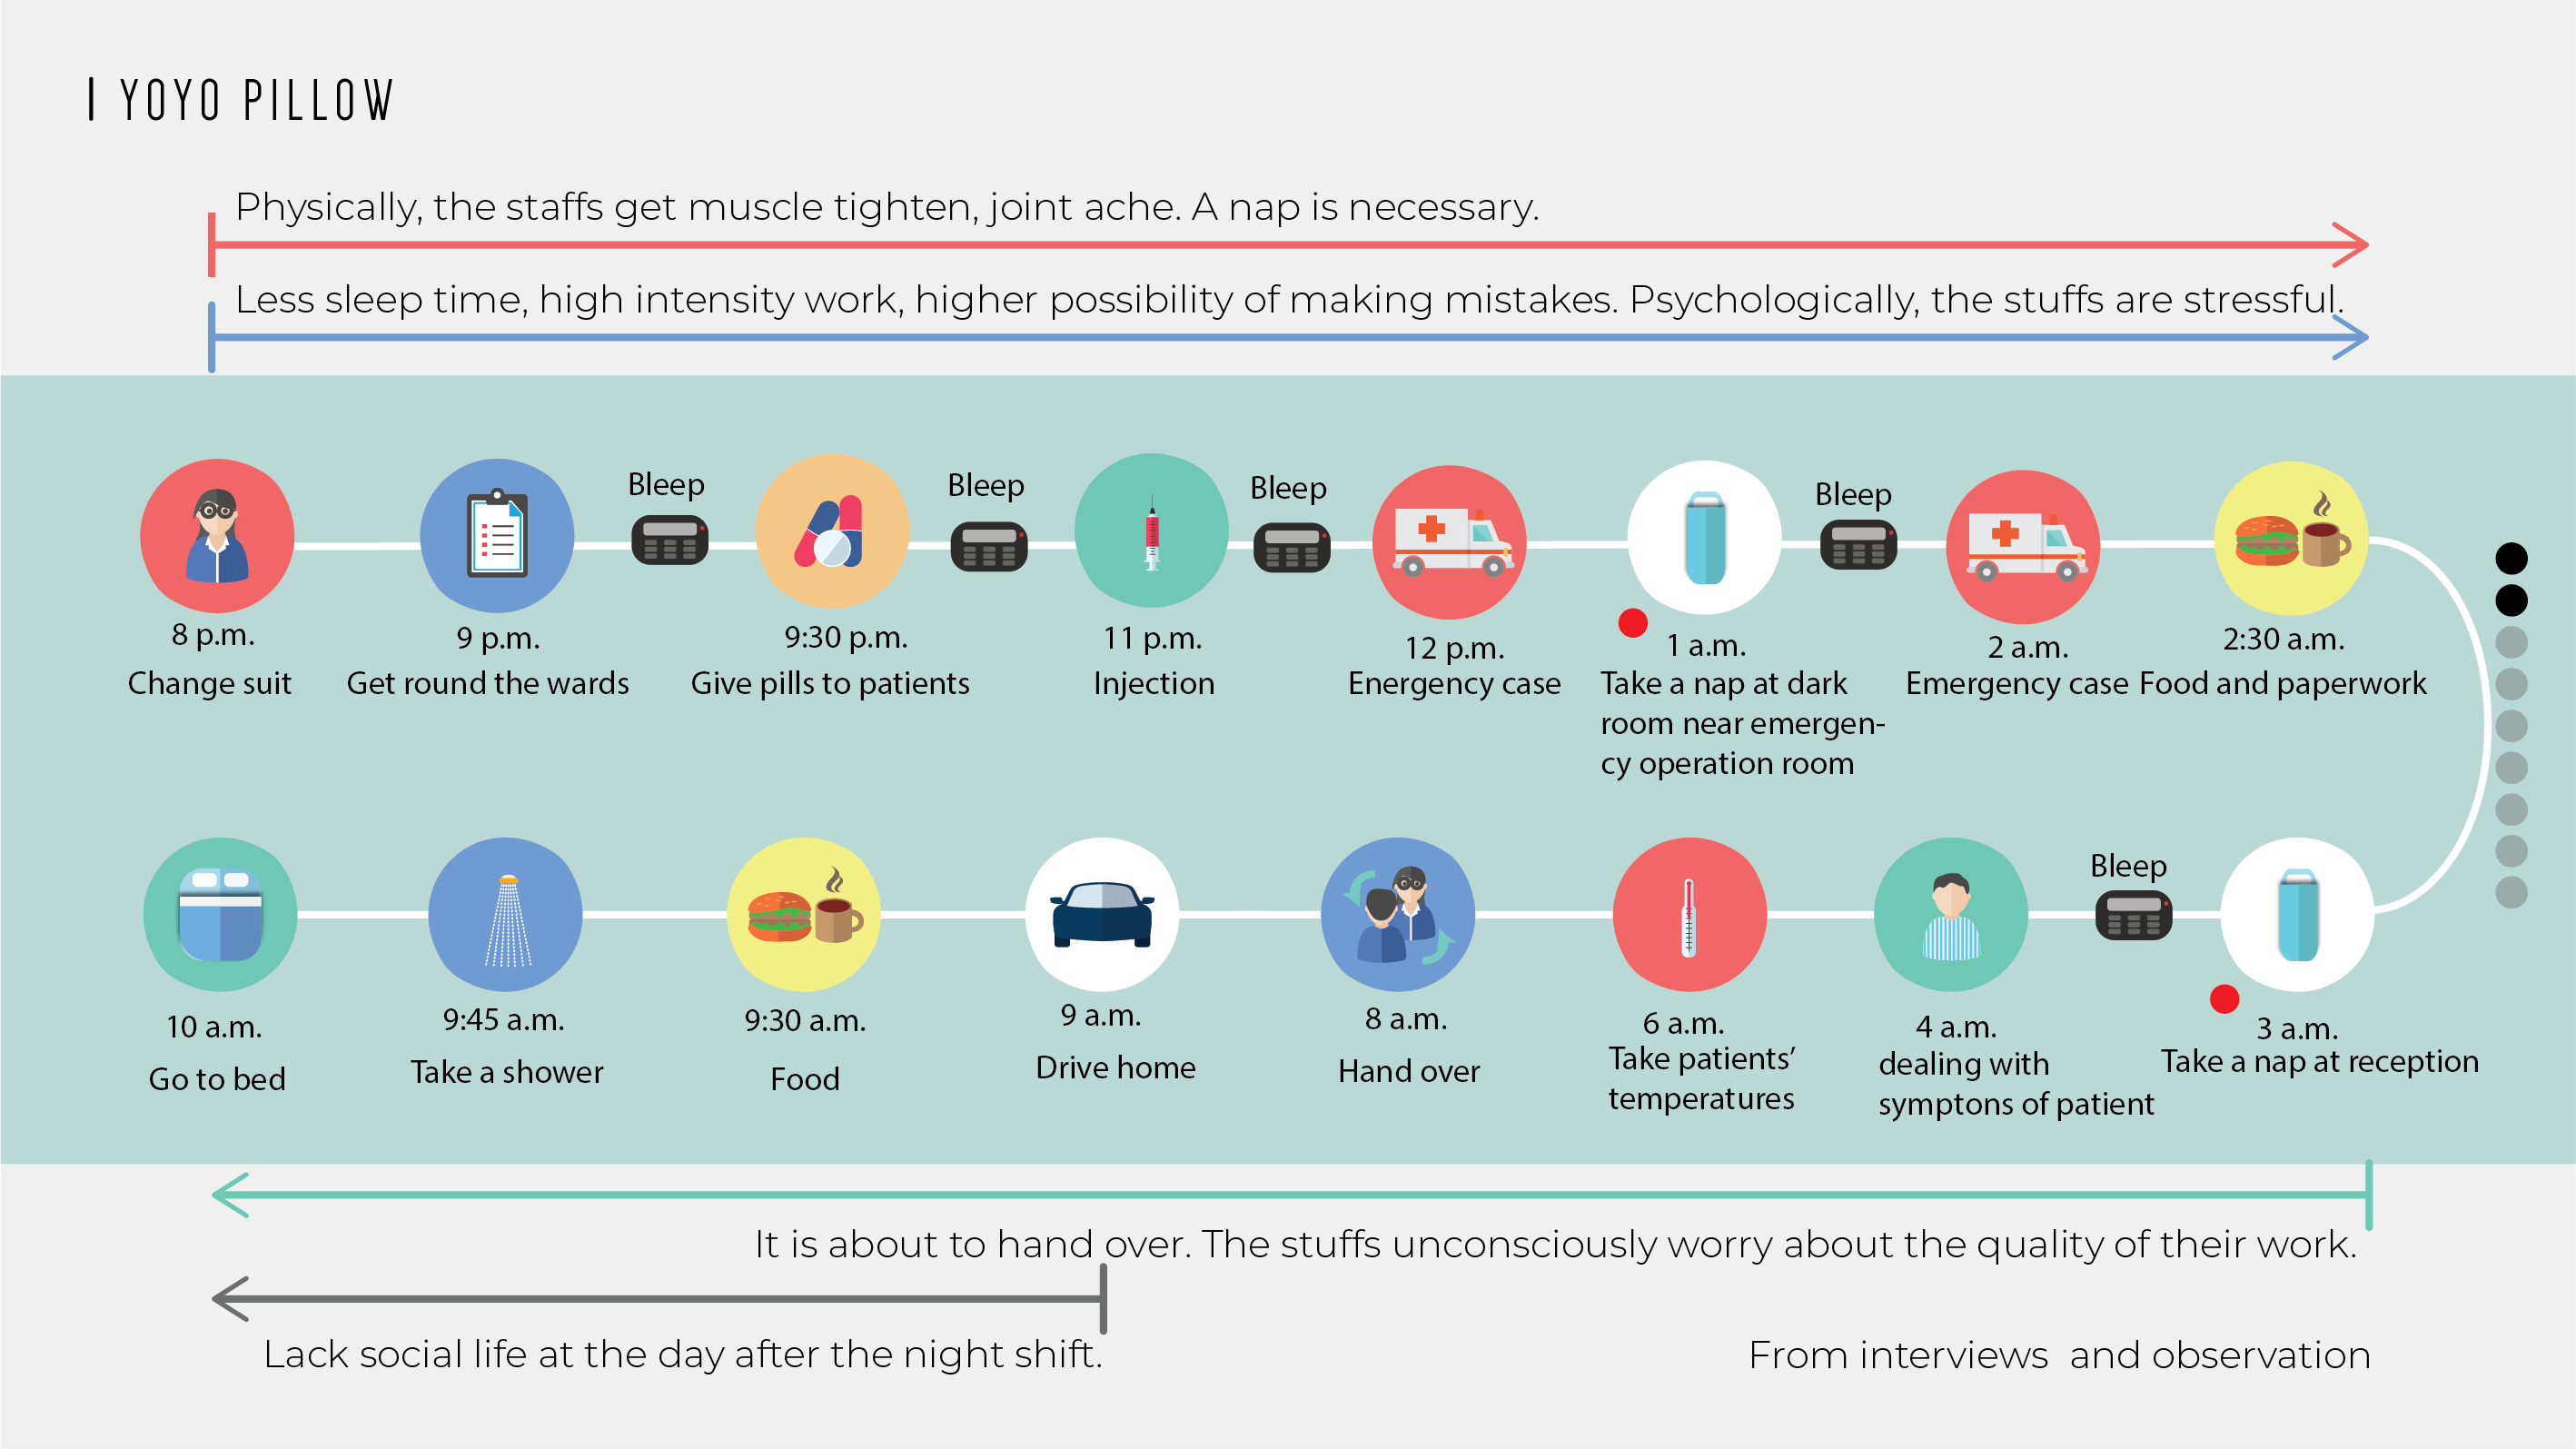 | YOYO PILLOW
Physically, the staffs get muscle tighten, joint ache. A nap is necessary.
Less sleep time, high intensity work, higher possibility of making mistakes. Psychologically, the stuffs are stressful.
Bleep
Bleep
Bleep
Bleep
8 p.m.
Change suit
9 p.m.
Get round the wards
9:30 p.m.
Give pills to patients
11 p.m.
Injection
12 p.m.
Energency case
1 a.m.
Take a nap at dark
room near emergen-
cy operation room
2 a.m.
Emergency case
2:30 a.m.
Food and paperwork
Bleep
10 a.m.
Go to bed
9:45 a.m.
Take a shower
9:30 a.m.
Food
9 a.m.
Drive home
8 a.m.
Hand over
6 a.m.
Take patients’
temperatures
4 a.m.
dealing with
symptons of patient
3 a.m.
Take a nap at reception
It is about to hand over. The stuffs unconsciously worry about the quality of their work.
Lack social life at the day after the night shift.
From interviews  and observation